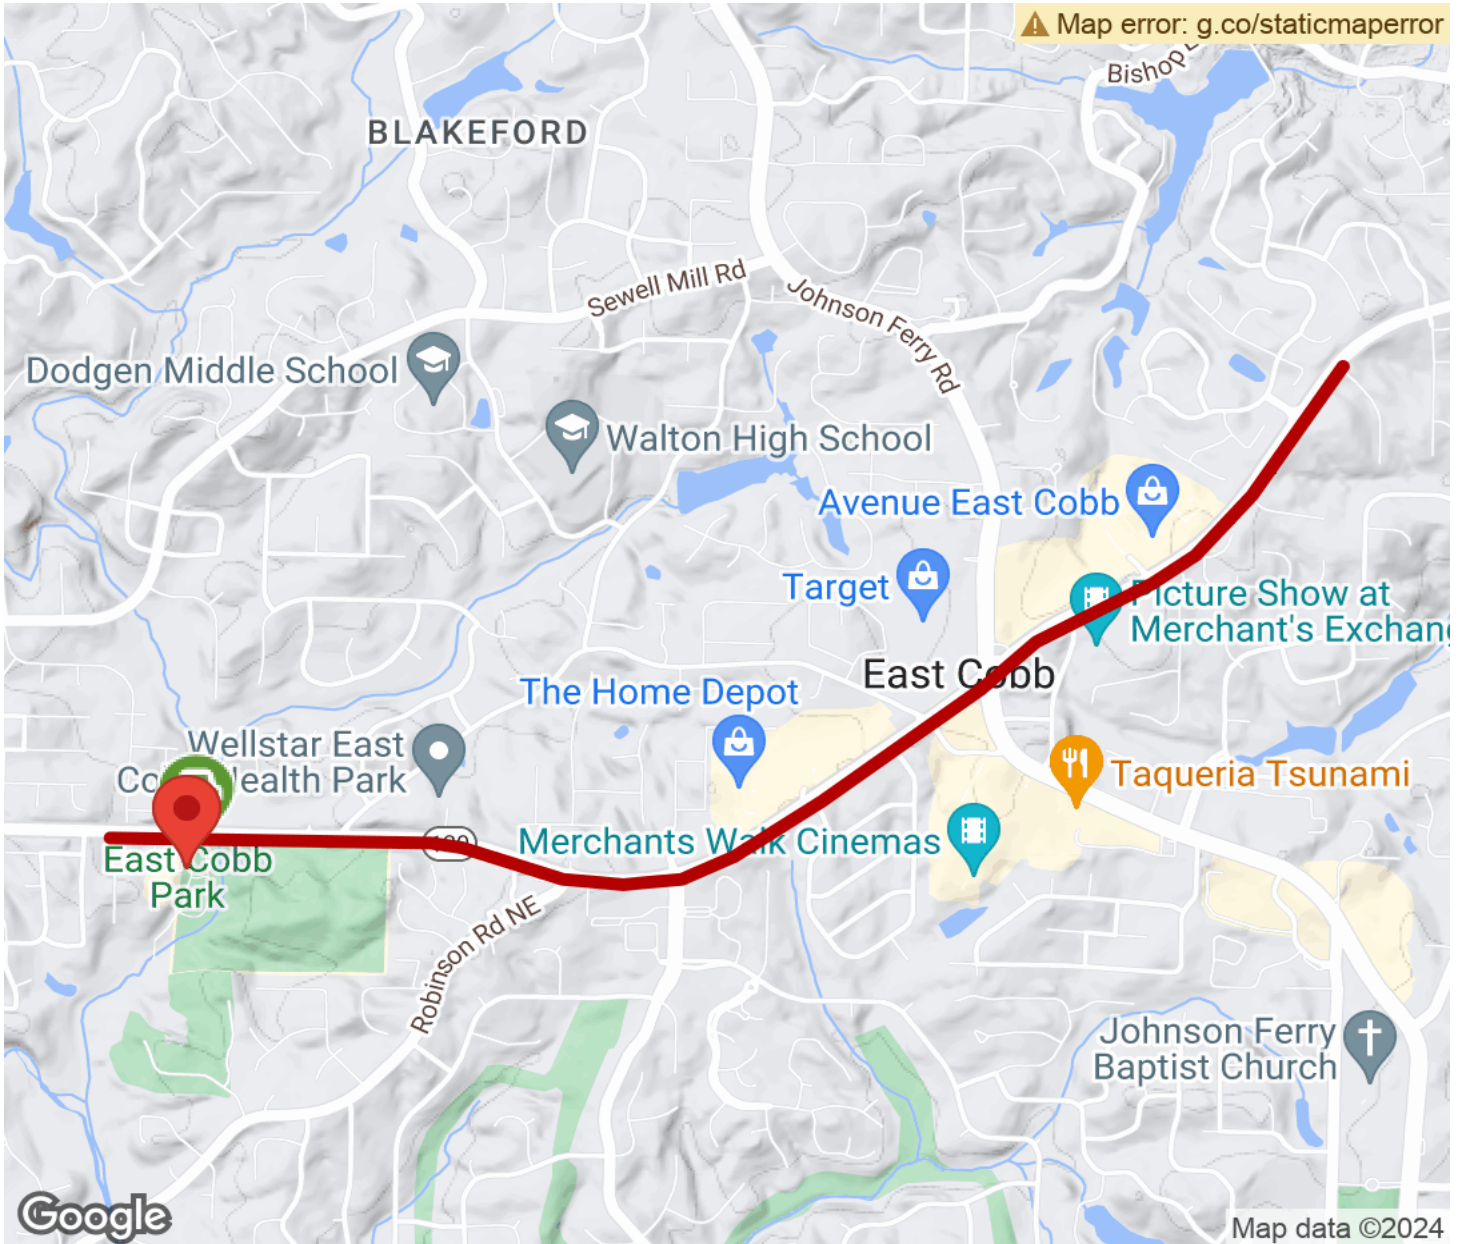 Map error: g.co/staticmaperror
Bishop
BLAKEFORD
Sewell Mill Rd
Johnson Ferry Rd
Dodgen Middle School
Walton High School
Avenue East Cobb
Target
Picture Show at
Merchant's Exchang
East Cobb
The Home Depot
Wellstar East
Health Park
Taqueria Tsunami
Merchants Walk Cinemas
East Cobb
Park
Robinson Rd NE
Johnson Ferry
Baptist Church
Google
Map data ©2024